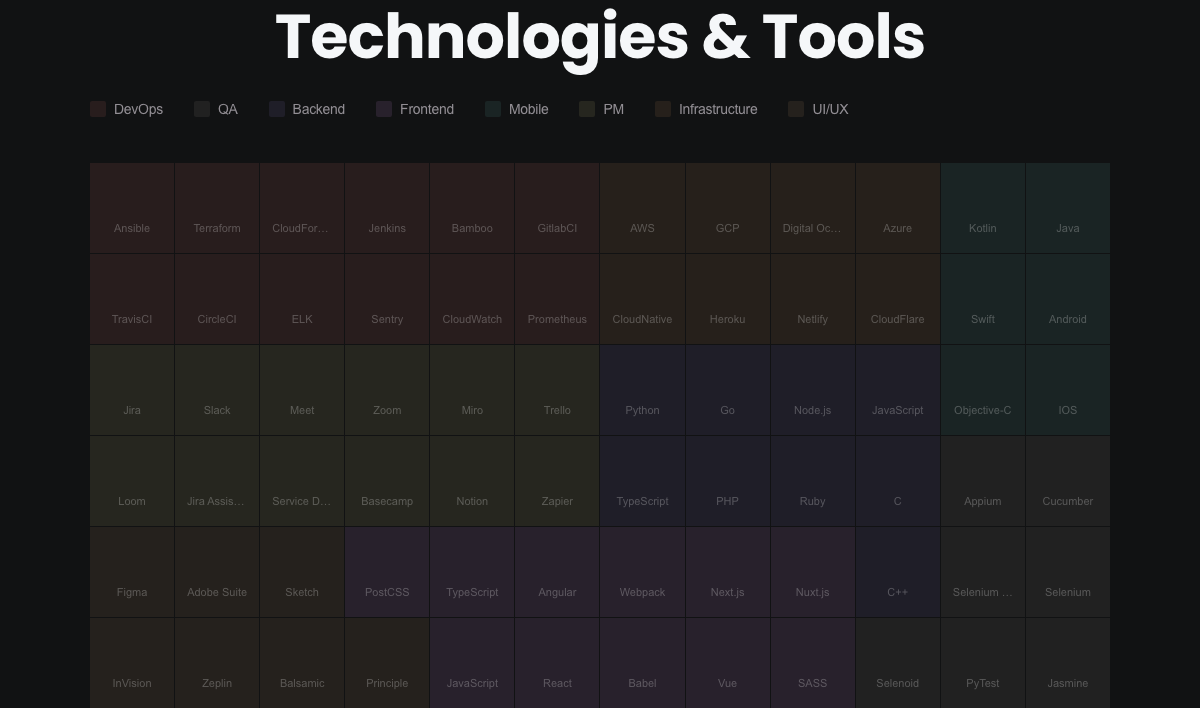 Technologies & Tools
DevOps QA Backend Frontend Mobile PM Infrastructure UI/UX
Ansible Terraform CloudFor... Jenkins Bamboo GitlabCI AWS GCP Digital Oc... Azure Kotlin Java
TravisCI CircleCI ELK Sentry CloudWatch Prometheus CloudNative Heroku Netlify CloudFlare Swift Android
Jira Slack Meet Zoom Miro Trello Python Go Node.js JavaScript Objective-C IOS
Loom Jira Assis... Service D... Basecamp Notion Zapier TypeScript PHP Ruby C Appium Cucumber
Figma Adobe Suite Sketch PostCSS TypeScript Angular Webpack Next.js Nuxt.js C++ Selenium ... Selenium
InVision Zeplin Balsamic Principle JavaScript React Babel Vue SASS Selenoid PyTest Jasmine